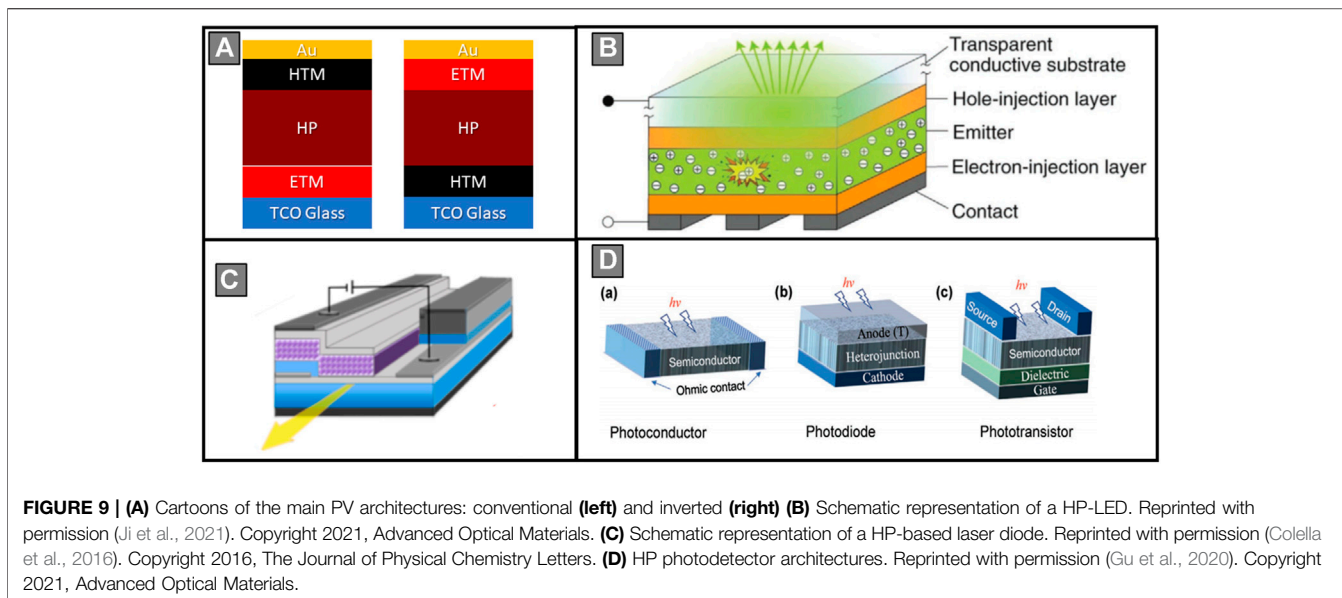 A
Au
HTM
HP
ETM
TCO Glass
Au
ETM
HP
HTM
TCO Glass
B
Transparent
conductive substrate
Hole-injection layer
Emitter
Electron-injection layer
Contact
C
D
(a)
hν
Semiconductor
Ohmic contact
Photoconductor
(b)
hν
Anode (T)
Heterojunction
Cathode
Photodiode
(c)
hν
Source
Drain
Semiconductor
Dielectric
Gate
Phototransistor
FIGURE 9 | (A) Cartoons of the main PV architectures: conventional (left) and inverted (right) (B) Schematic representation of a HP-LED. Reprinted with
permission (Ji et al., 2021). Copyright 2021, Advanced Optical Materials. (C) Schematic representation of a HP-based laser diode. Reprinted with permission (Colella
et al., 2016). Copyright 2016, The Journal of Physical Chemistry Letters. (D) HP photodetector architectures. Reprinted with permission (Gu et al., 2020). Copyright
2021, Advanced Optical Materials.